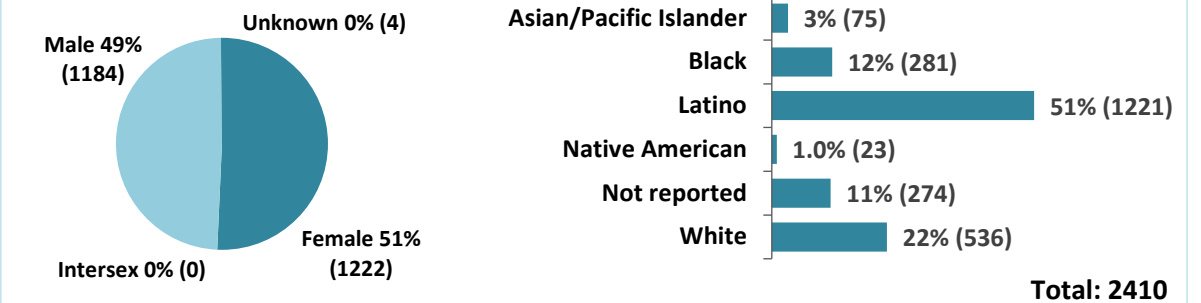 Unknown 0% (4)
Male 49%
(1184)
Female 51%
(1222)
Intersex 0% (0)
Asian/Pacific Islander 3% (75)
Black 12% (281)
Latino 51% (1221)
Native American 1.0% (23)
Not reported 11% (274)
White 22% (536)
Total: 2410